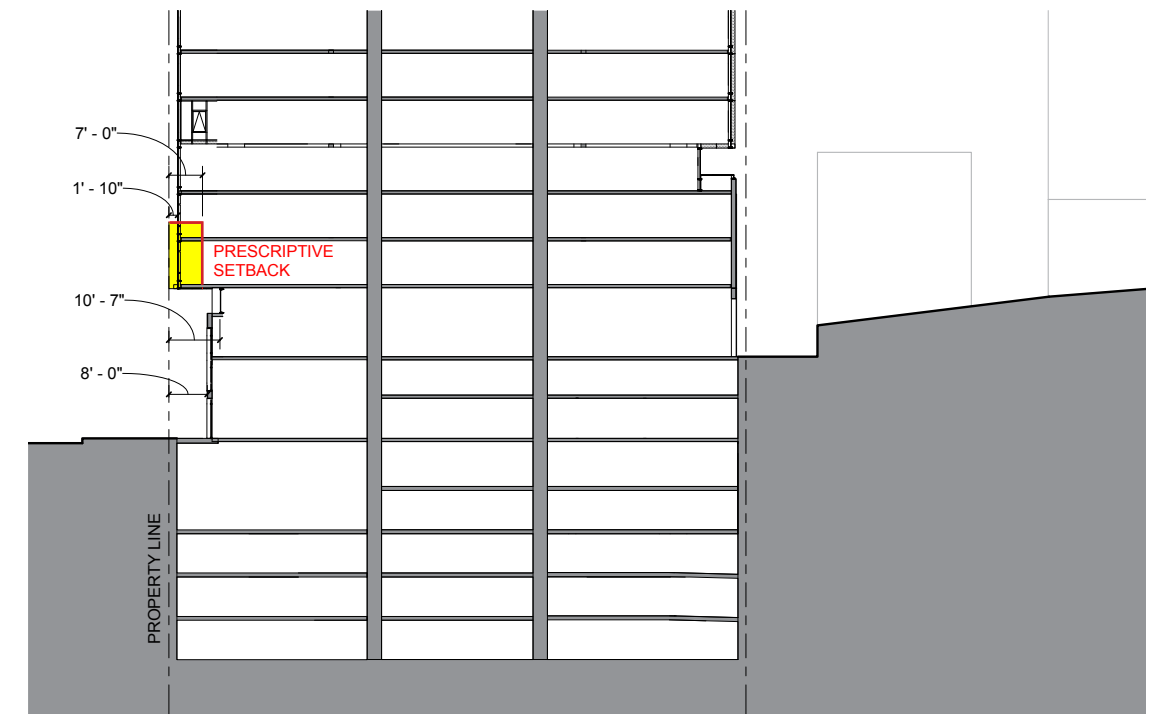 7' - 0"
1' - 10"
PRESCRIPTIVE
SETBACK
10' - 7"
8' - 0"
PROPERTY LINE